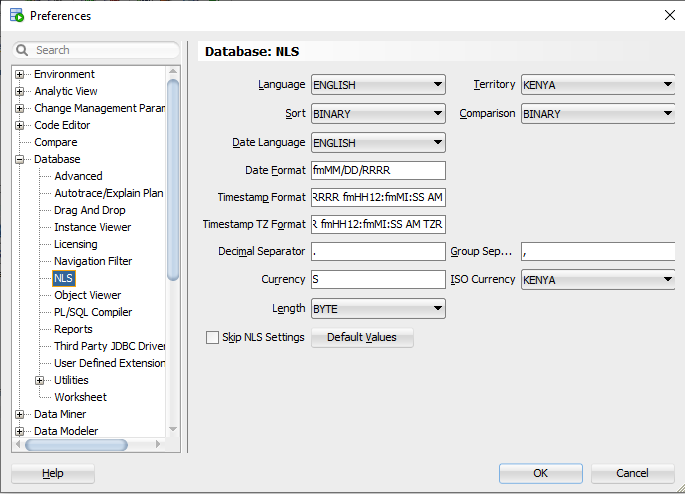 Preferences
Search
Environment
Analytic View
Change Management Param
Code Editor
Compare
Database
Advanced
Autotrace/Explain Plan
Drag And Drop
Instance Viewer
Licensing
Navigation Filter
NLS
Object Viewer
PL/SQL Compiler
Reports
Third Party JDBC Driver
User Defined Extension
Utilities
Worksheet
Data Miner
Data Modeler
Database: NLS
Language ENGLISH Territory KENYA
Sort BINARY Comparison BINARY
Date Language ENGLISH
Date Format fmMM/DD/RRRR
Timestamp Format RRRR fmHH12:fmMI:SS AM
Timestamp TZ Format R fmHH12:fmMI:SS AM TZR
Decimal Separator . Group Sep... ,
Currency S ISO Currency KENYA
Length BYTE
Skip NLS Settings Default Values
Help OK Cancel